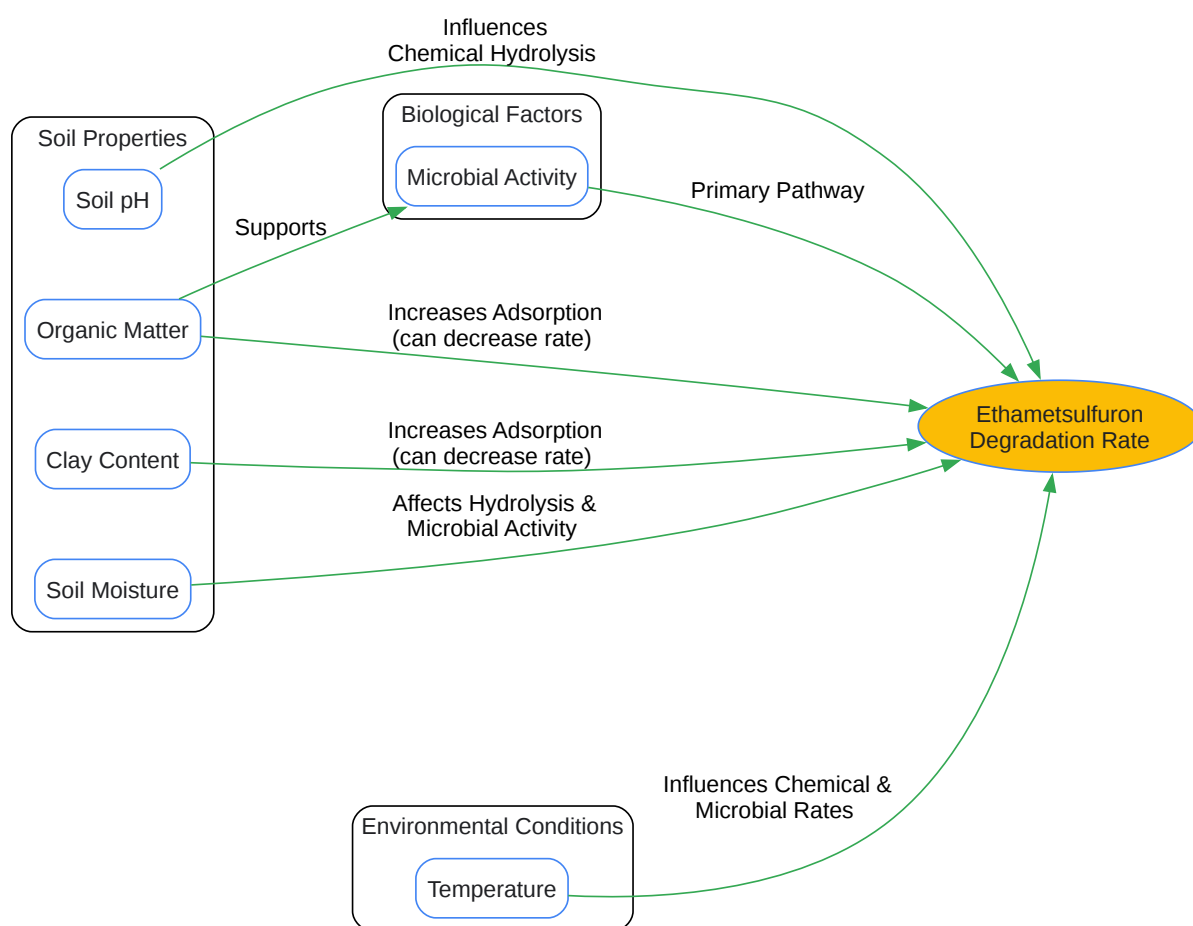 Influences
Chemical Hydrolysis
Biological Factors
Soil Properties
Microbial Activity
Primary Pathway
Soil pH
Supports
Increases Adsorption
(can decrease rate)
Organic Matter
Ethametsulfuron
Degradation Rate
Increases Adsorption
(can decrease rate)
Clay Content
Affects Hydrolysis &
Microbial Activity
Soil Moisture
Influences Chemical &
Microbial Rates
Environmental Conditions
Temperature